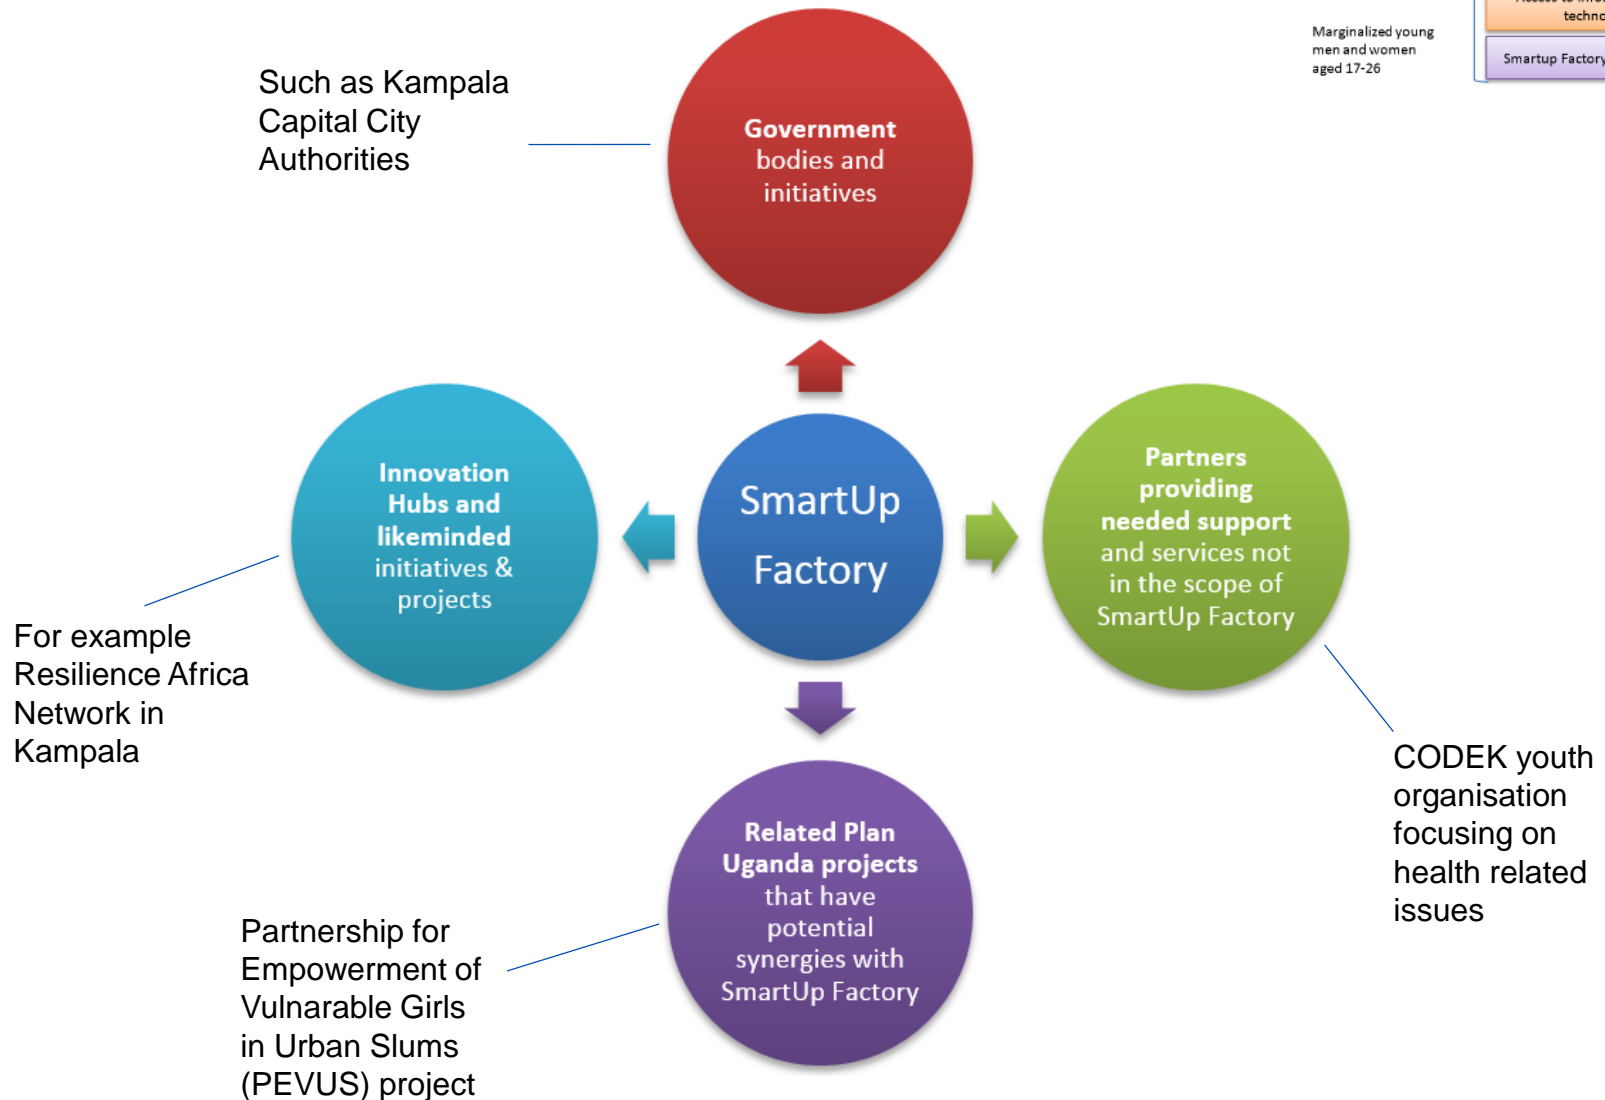 Marginalized young
men and women
aged 17-26
Smartup Factory
Such as Kampala
Capital City
Authorities
Government
bodies and
initiatives
Innovation
Hubs and
likeminded
initiatives &
projects
SmartUp
Factory
Partners
providing
needed support
and services not
in the scope of
SmartUp Factory
For example
Resilience Africa
Network in
Kampala
CODEK youth
organisation
focusing on
health related
issues
Related Plan
Uganda projects
that have
potential
synergies with
SmartUp Factory
Partnership for
Empowerment of
Vulnarable Girls
in Urban Slums
(PEVUS) project